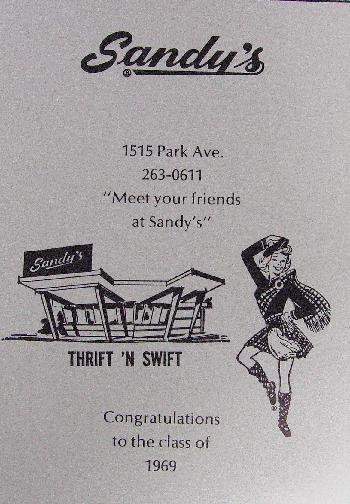 Sandy's
®
1515 Park Ave.
263-0611
"Meet your friends
at Sandy's"
Sandy's
THRIFT 'N SWIFT
Congratulations
to the class of
1969